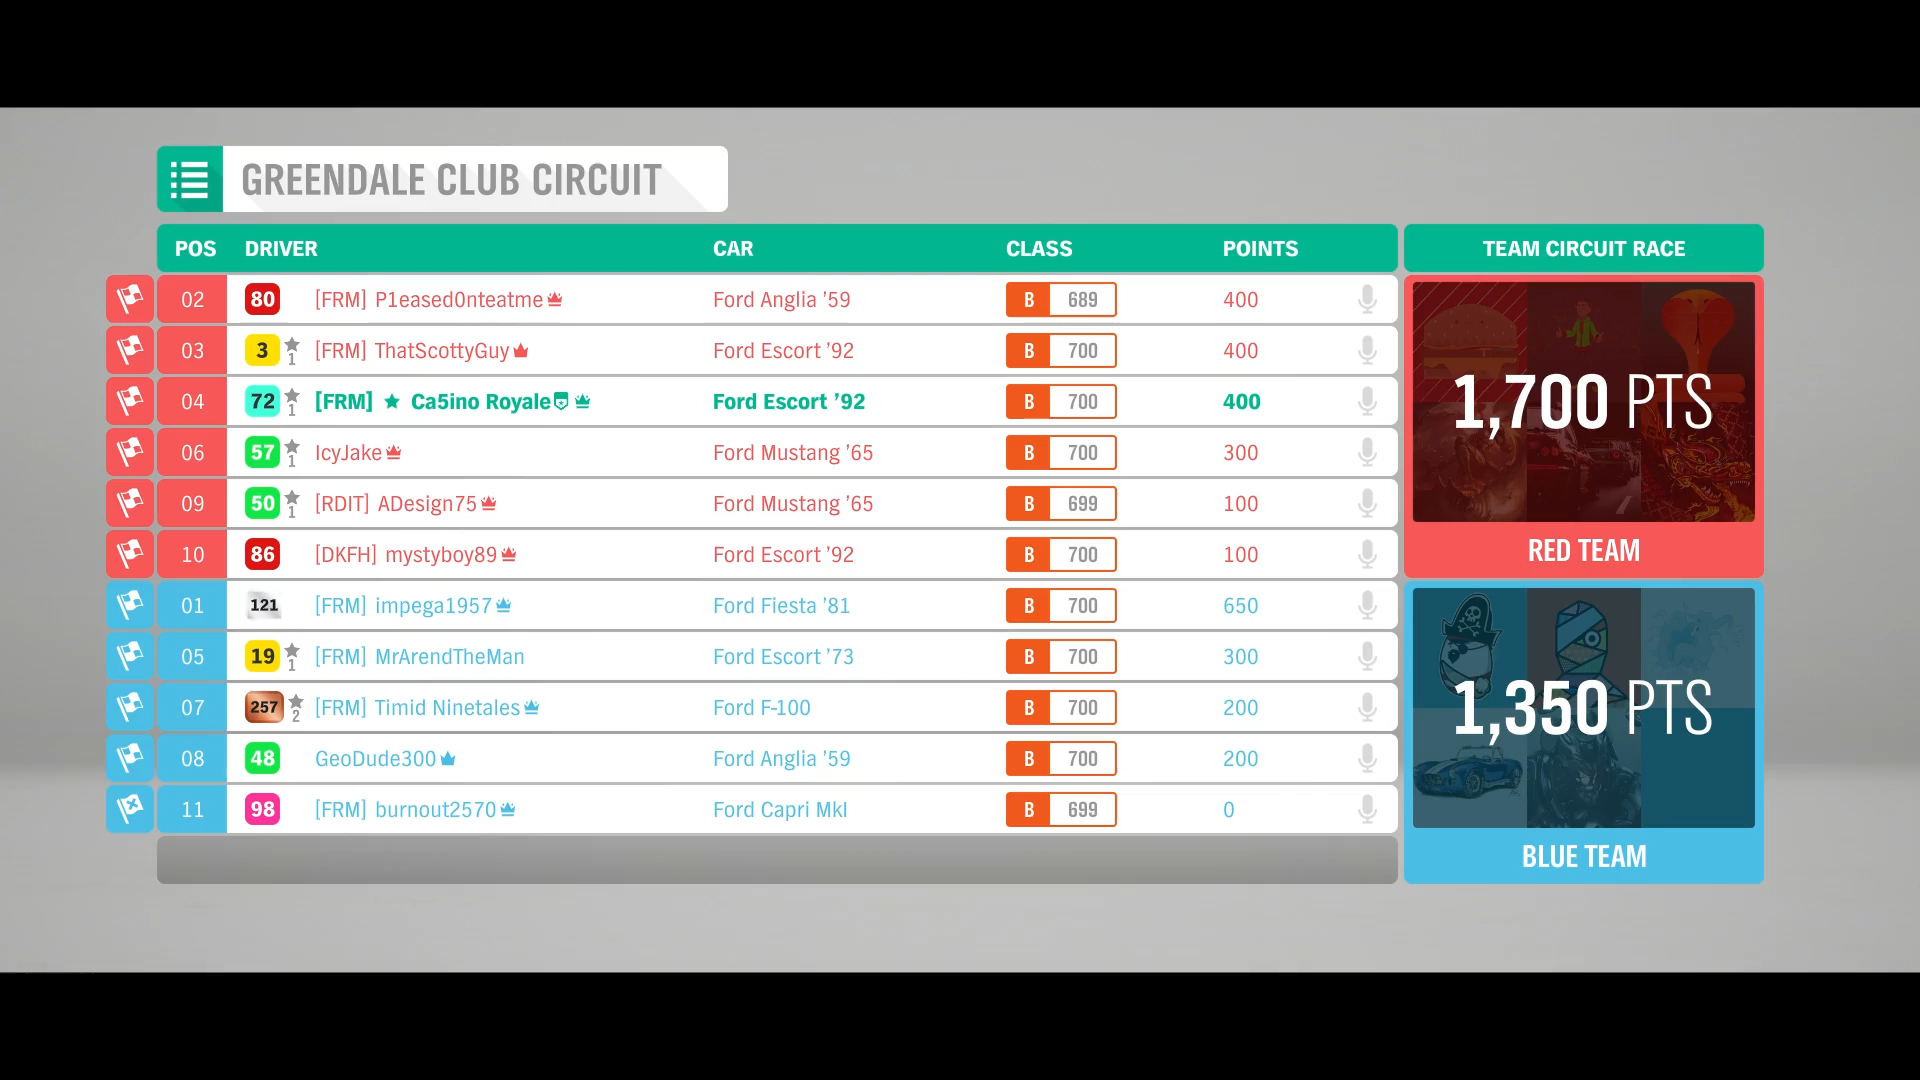 GREENDALE CLUB CIRCUIT
POS DRIVER CAR CLASS POINTS TEAM CIRCUIT RACE
02 80 [FRM] P1eased0nteatme Ford Anglia ’59 B 689 400
03 3 1 [FRM] ThatScottyGuy Ford Escort ’92 B 700 400
04 72 1 [FRM] ★ Ca5ino Royale Ford Escort ’92 B 700 400
1,700 PTS
06 57 1 IcyJake Ford Mustang ’65 B 700 300
09 50 1 [RDIT] ADesign75 Ford Mustang ’65 B 699 100
10 86 [DKFH] mystyboy89 Ford Escort ’92 B 700 100
RED TEAM
01 121 [FRM] impega1957 Ford Fiesta ’81 B 700 650
05 19 1 [FRM] MrArendTheMan Ford Escort ’73 B 700 300
07 257 2 [FRM] Timid Ninetales Ford F-100 B 700 200
1,350 PTS
08 48 GeoDude300 Ford Anglia ’59 B 700 200
11 98 [FRM] burnout2570 Ford Capri MkI B 699 0
BLUE TEAM